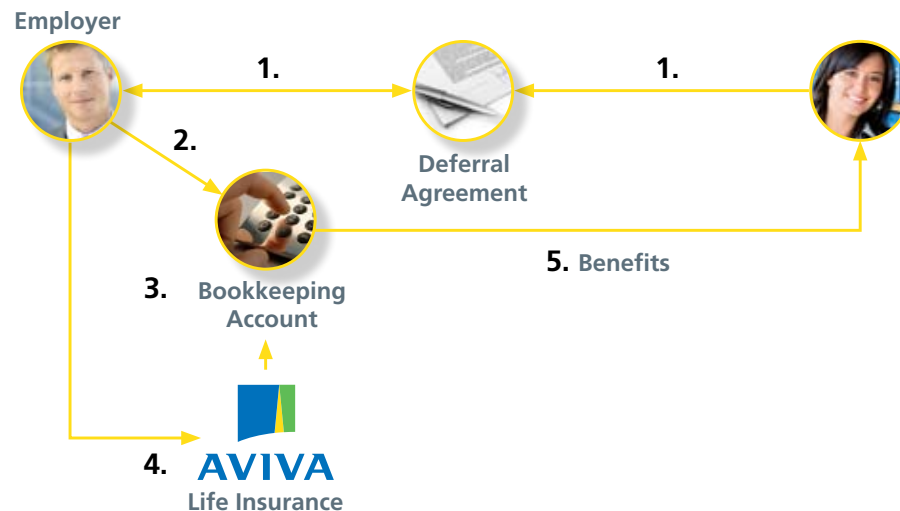 Employer
1.
1.
2.
Deferral
Agreement
5. Benefits
3.
Bookkeeping
Account
4.
AVIVA
Life Insurance